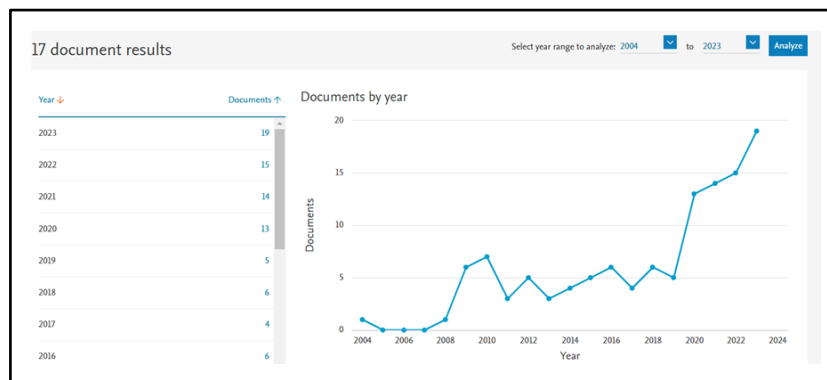 17 document results
Select year range to analyze: 2004 to 2023 Analyze
Year Documents
2023 19
2022 15
2021 14
2020 13
2019 5
2018 6
2017 4
2016 6
Documents by year
20
15
10
5
0
Documents
2004 2006 2008 2010 2012 2014 2016 2018 2020 2022 2024
Year